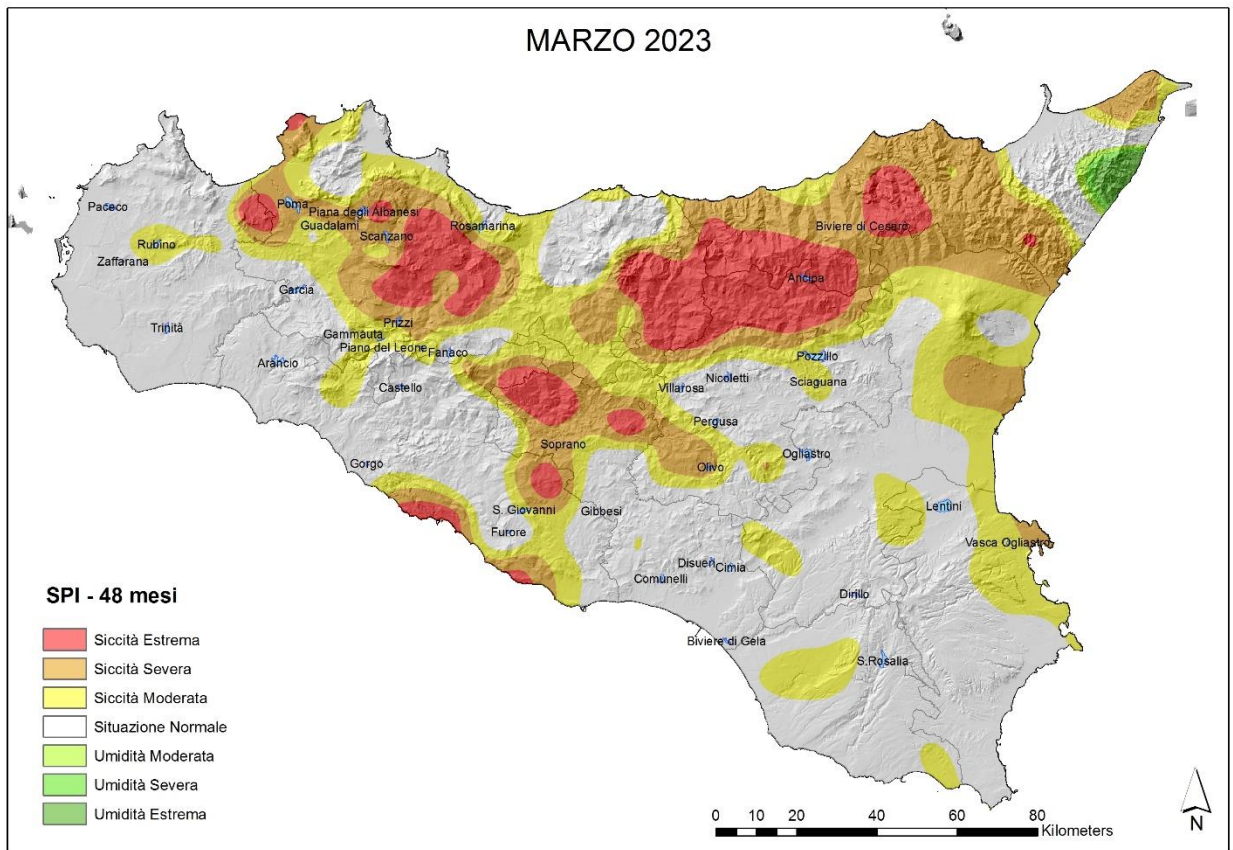 MARZO 2023
Paceco
Poma
Piana degli Albanesi
Guadalami
Scanzano
Rosamarina
Rubino
Zaffarana
Biviere di Cesarò
Ancipa
Garcia
Trinità
Prizzi
Gammauta
Piano del Leone
Fanaco
Arancio
Castello
Pozzillo
Nicoletti
Sciaguana
Villarosa
Pergusa
Soprano
Olivo
Ogliastro
Gorgo
S. Giovanni
Gibbesi
Furore
Lentini
Vasca Ogliastro
Disueri
Cimia
Comunelli
Dirillo
Biviere di Gela
S.Rosalia
SPI - 48 mesi
Siccità Estrema
Siccità Severa
Siccità Moderata
Situazione Normale
Umidità Moderata
Umidità Severa
Umidità Estrema
0 10 20 40 60 80
Kilometers
N